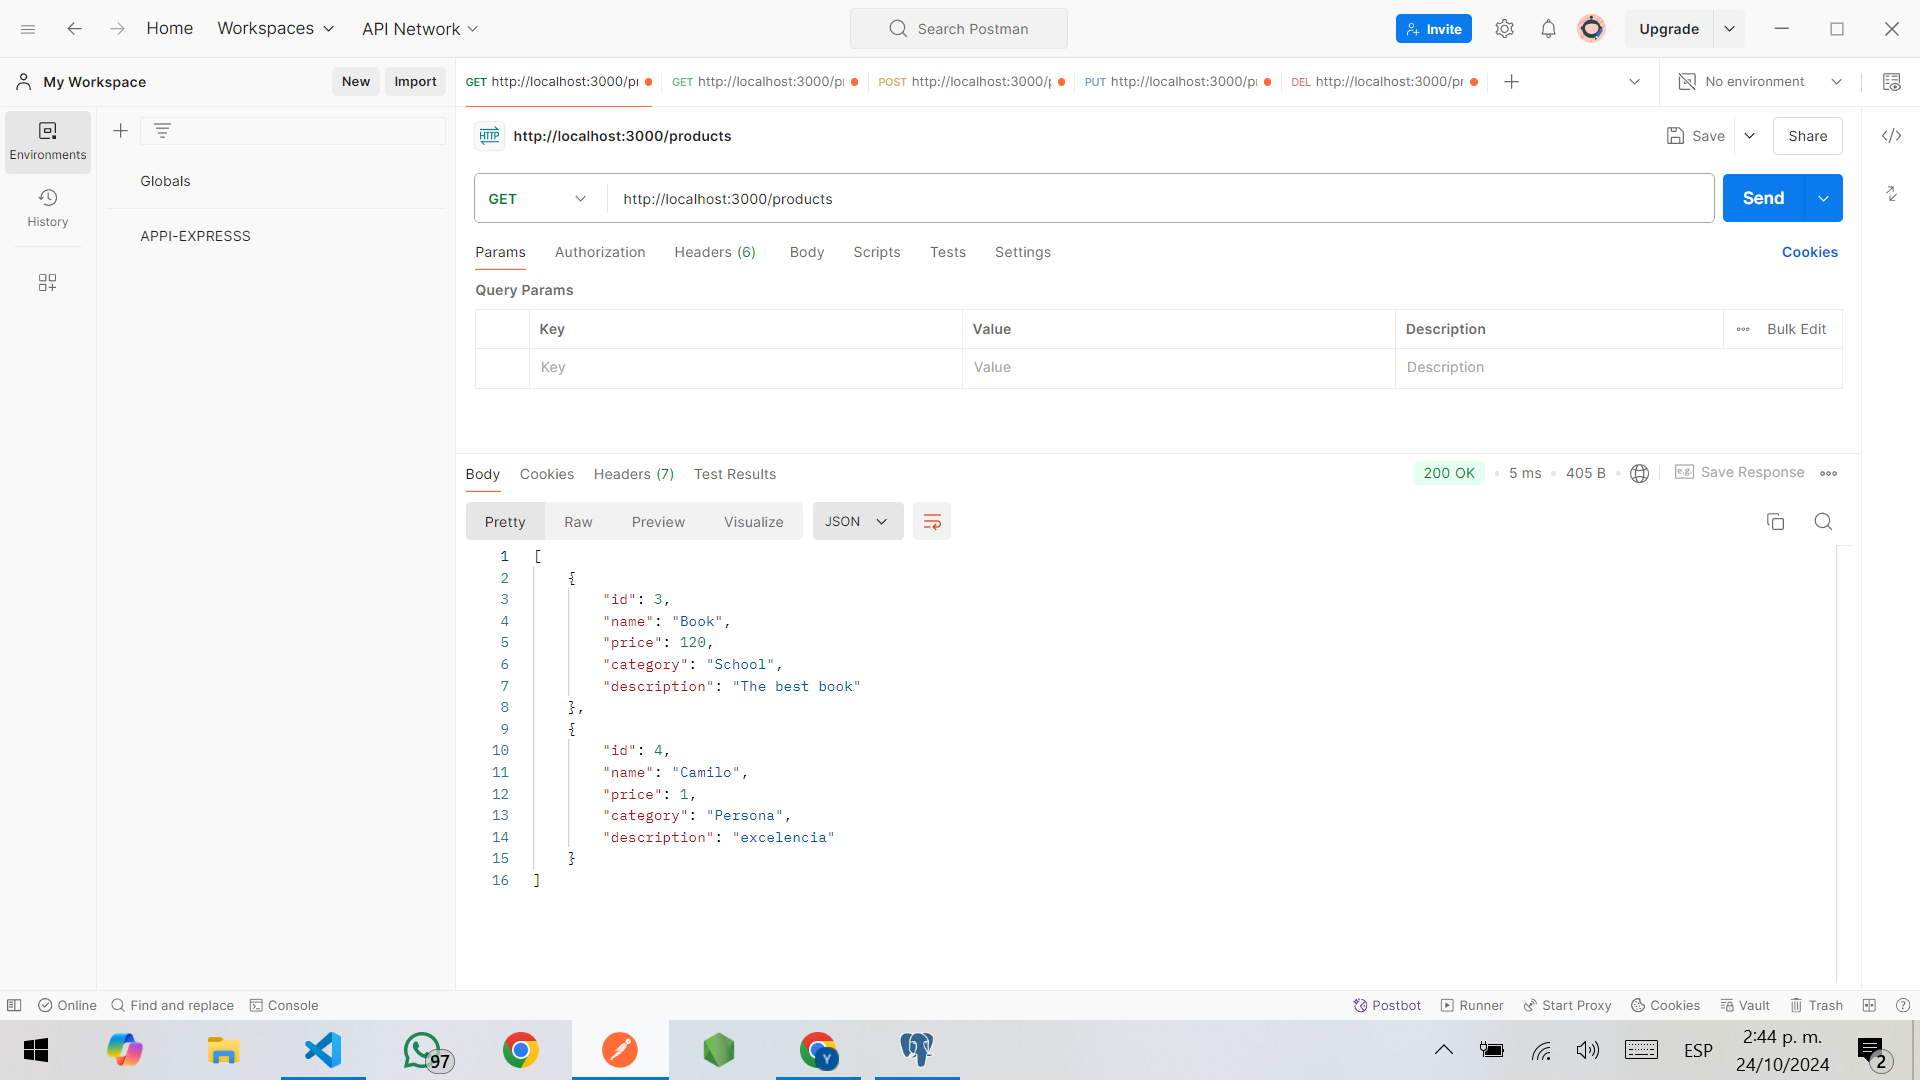 Home Workspaces API Network Search Postman Invite Upgrade
My Workspace New Import GET http://localhost:3000/pr GET http://localhost:3000/p POST http://localhost:3000/ PUT http://localhost:3000/p DEL http://localhost:3000/pr No environment
Environments
History
Globals
APPI-EXPRESSS
HTTP http://localhost:3000/products Save Share
GET http://localhost:3000/products Send
Params Authorization Headers (6) Body Scripts Tests Settings Cookies
Query Params
Key Value Description Bulk Edit
Key Value Description
Body Cookies Headers (7) Test Results 200 OK 5 ms 405 B e.g. Save Response
Pretty Raw Preview Visualize JSON
1 [
2 {
3 "id": 3,
4 "name": "Book",
5 "price": 120,
6 "category": "School",
7 "description": "The best book"
8 },
9 {
10 "id": 4,
11 "name": "Camilo",
12 "price": 1,
13 "category": "Persona",
14 "description": "excelencia"
15 }
16 ]
Online Find and replace Console Postbot Runner Start Proxy Cookies Vault Trash
97 Y ESP 2:44 p. m.
24/10/2024 2